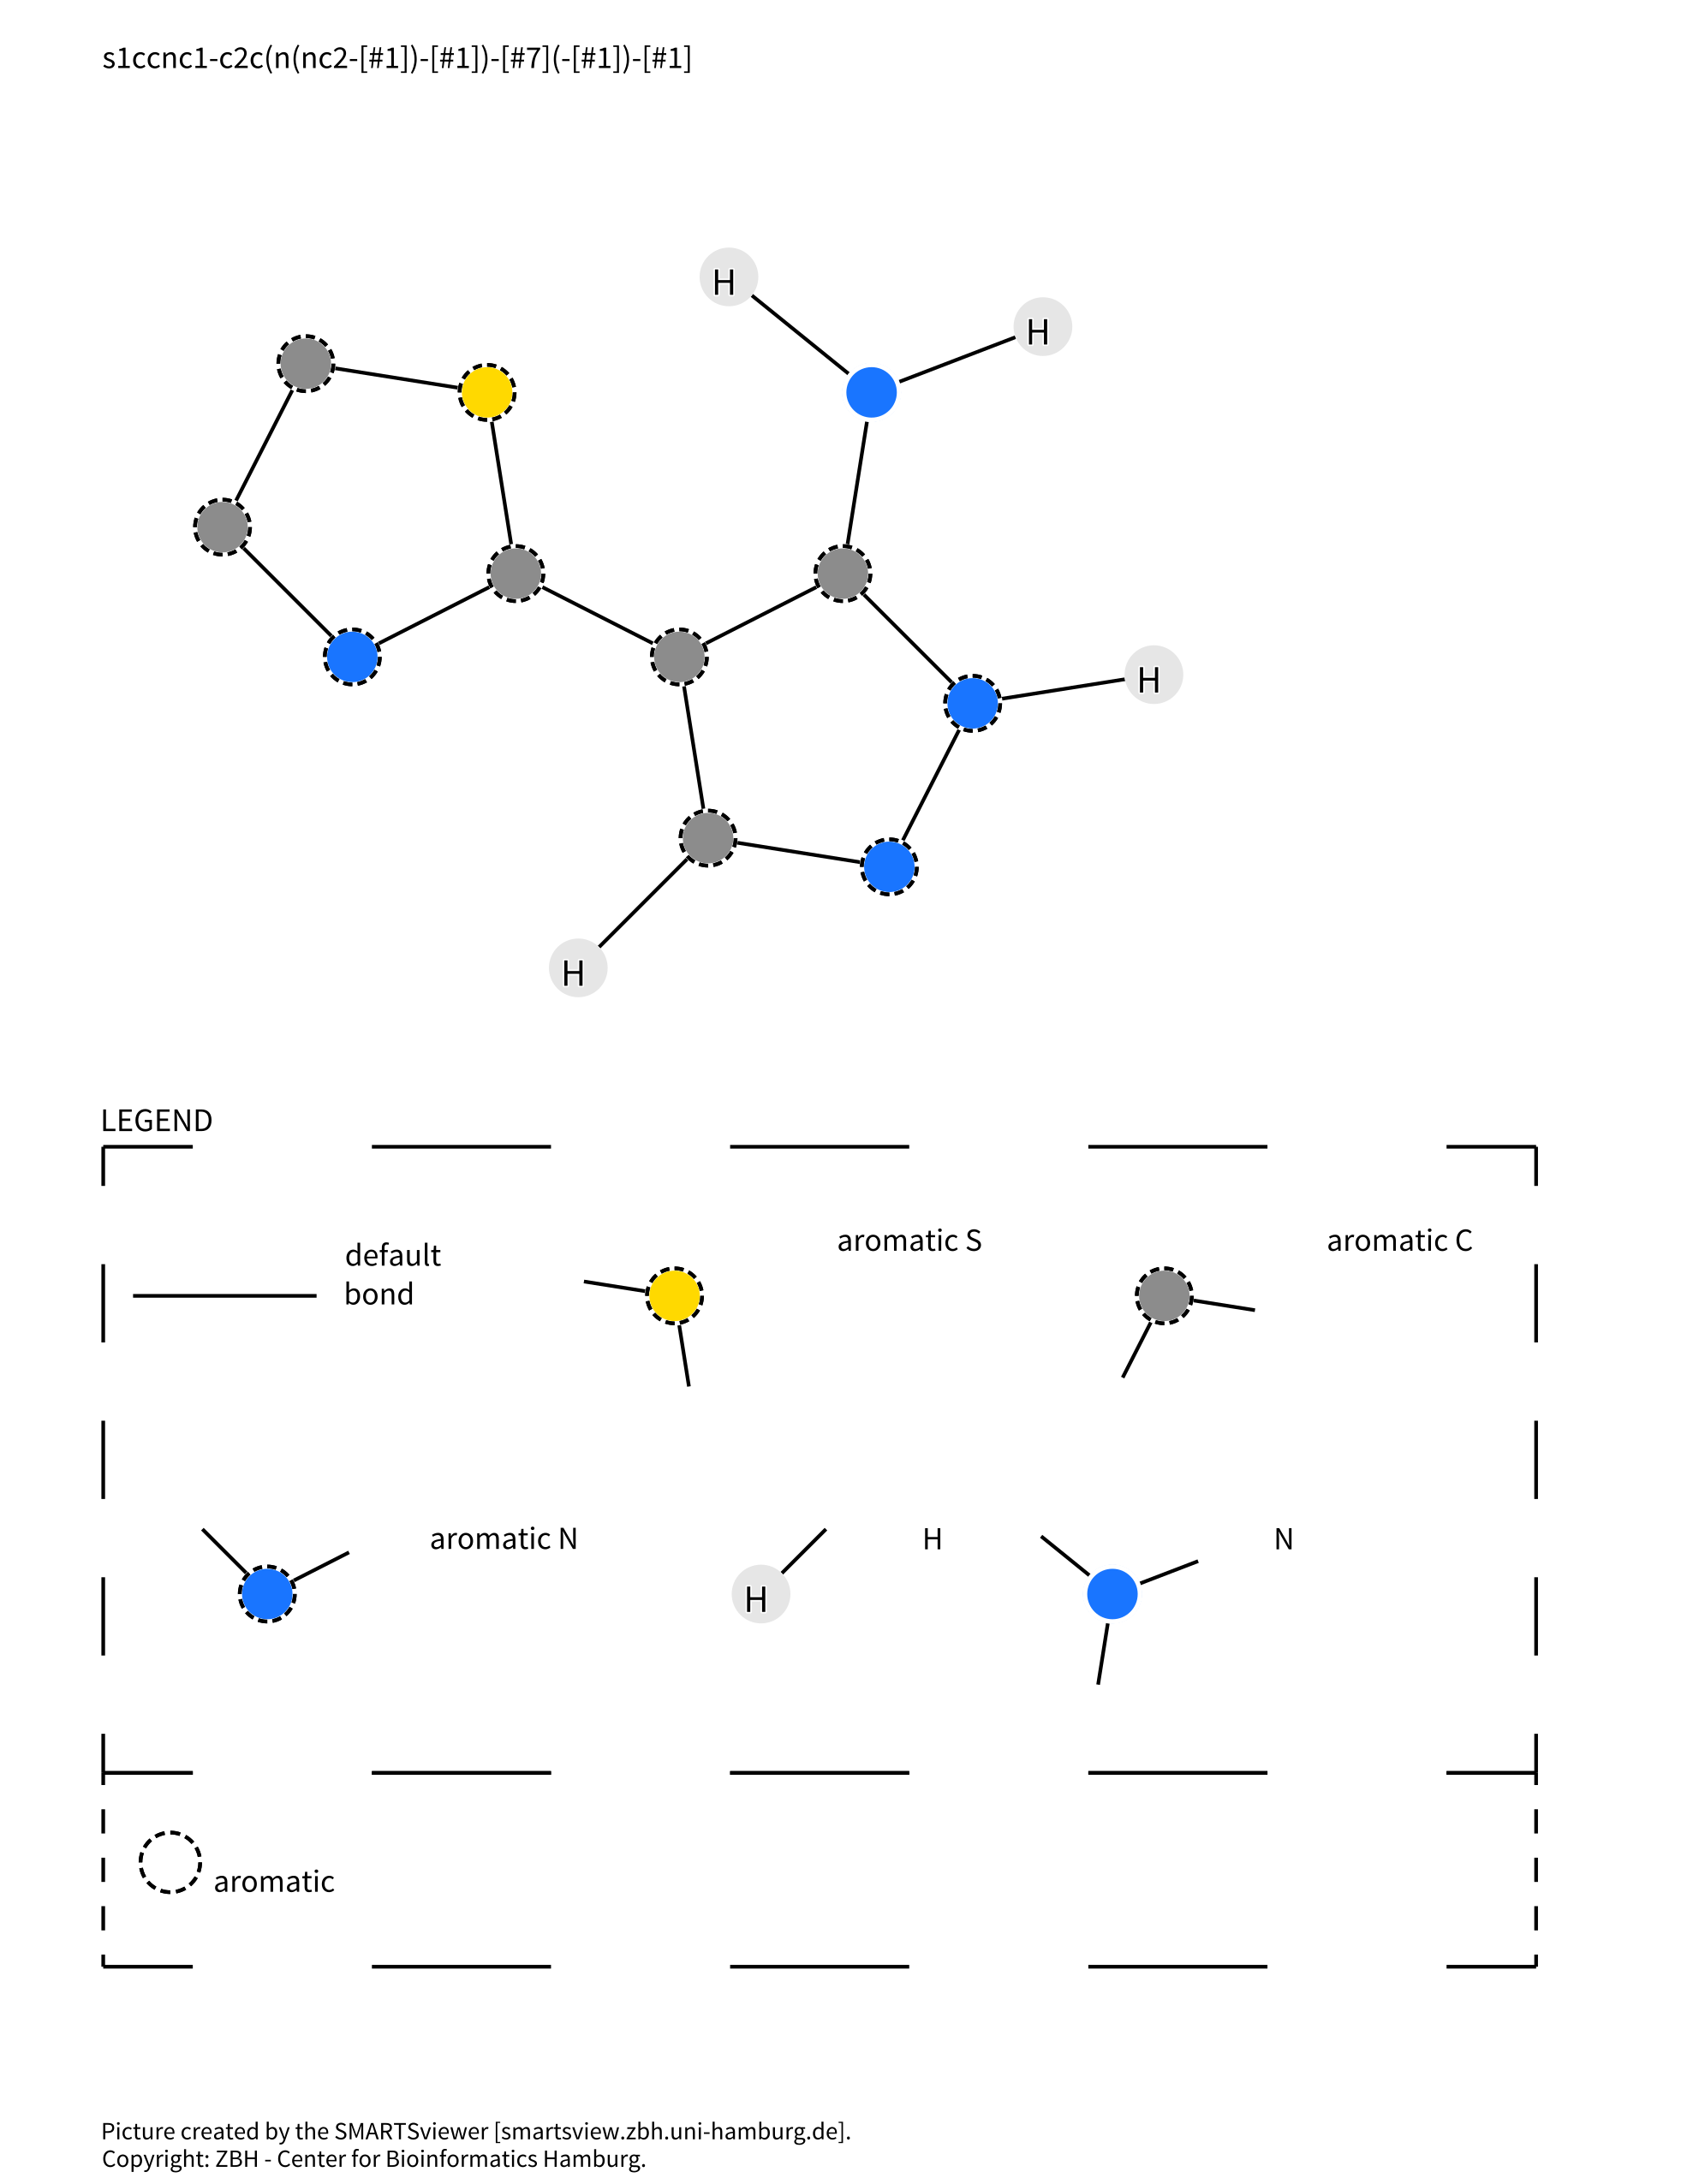 s1ccnc1-c2c(n(nc2-[#1])-[#1])-[#7](-[#1])-[#1]
H
H
H
H
LEGEND
default
bond
aromatic S
aromatic C
aromatic N
H
H
N
aromatic
Picture created by the SMARTSviewer [smartsview.zbh.uni-hamburg.de].
Copyright: ZBH - Center for Bioinformatics Hamburg.